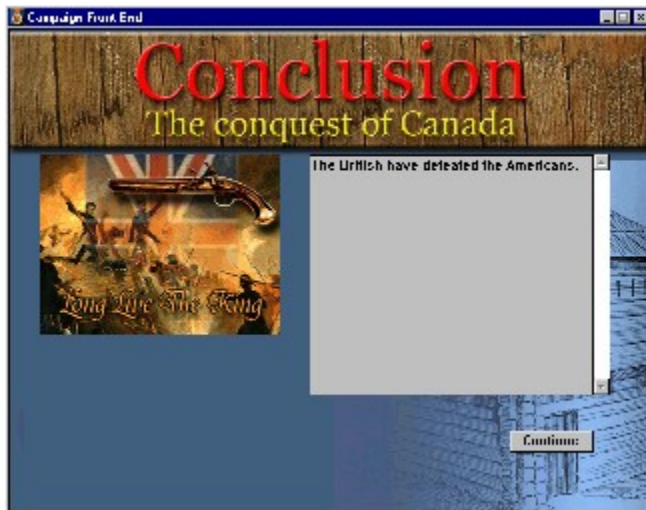 Campaign Front End
Conclusion
The conquest of Canada
The British have defeated the Americans.
Long Live The King
Continue